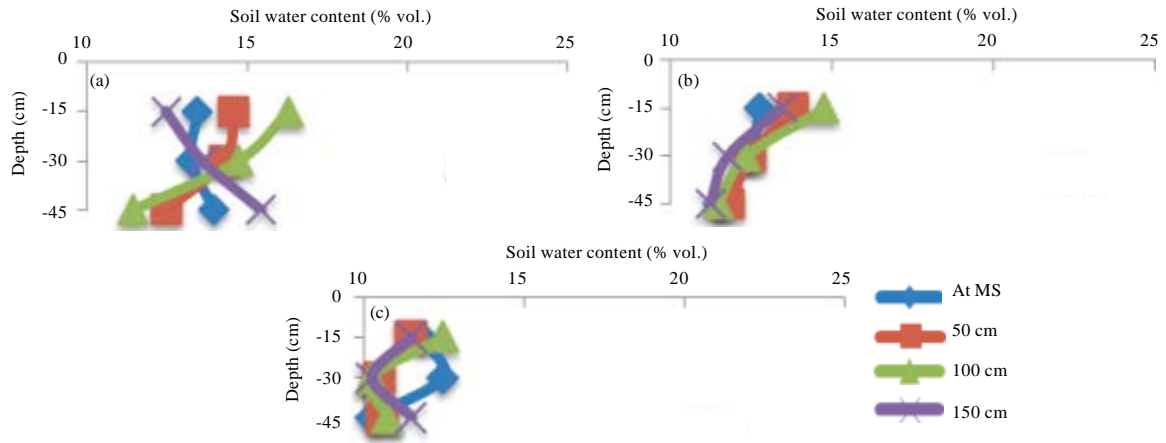 Soil water content (% vol.)
10 15 20 25
0
-15
-30
-45
Depth (cm)
(a)
Soil water content (% vol.)
10 15 20 25
0
-15
-30
-45
Depth (cm)
(b)
Soil water content (% vol.)
10 15 20 25
0
-15
-30
-45
Depth (cm)
(c)
At MS
50 cm
100 cm
150 cm